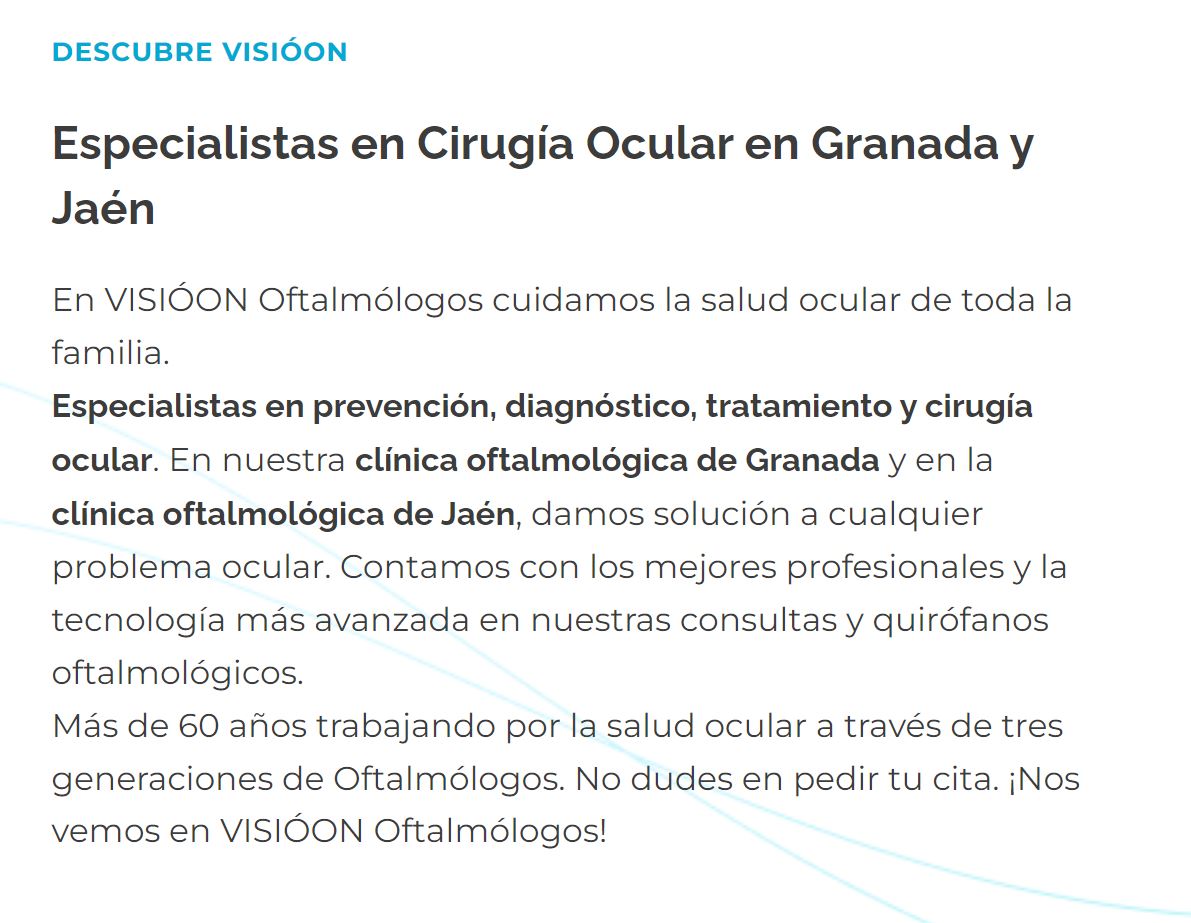 DESCUBRE VISIÓON
Especialistas en Cirugía Ocular en Granada y
Jaén
En VISIÓON Oftalmólogos cuidamos la salud ocular de toda la
familia.
Especialistas en prevención, diagnóstico, tratamiento y cirugía
ocular. En nuestra clínica oftalmológica de Granada y en la
clínica oftalmológica de Jaén, damos solución a cualquier
problema ocular. Contamos con los mejores profesionales y la
tecnología más avanzada en nuestras consultas y quirófanos
oftalmológicos.
Más de 60 años trabajando por la salud ocular a través de tres
generaciones de Oftalmólogos. No dudes en pedir tu cita. ¡Nos
vemos en VISIÓON Oftalmólogos!